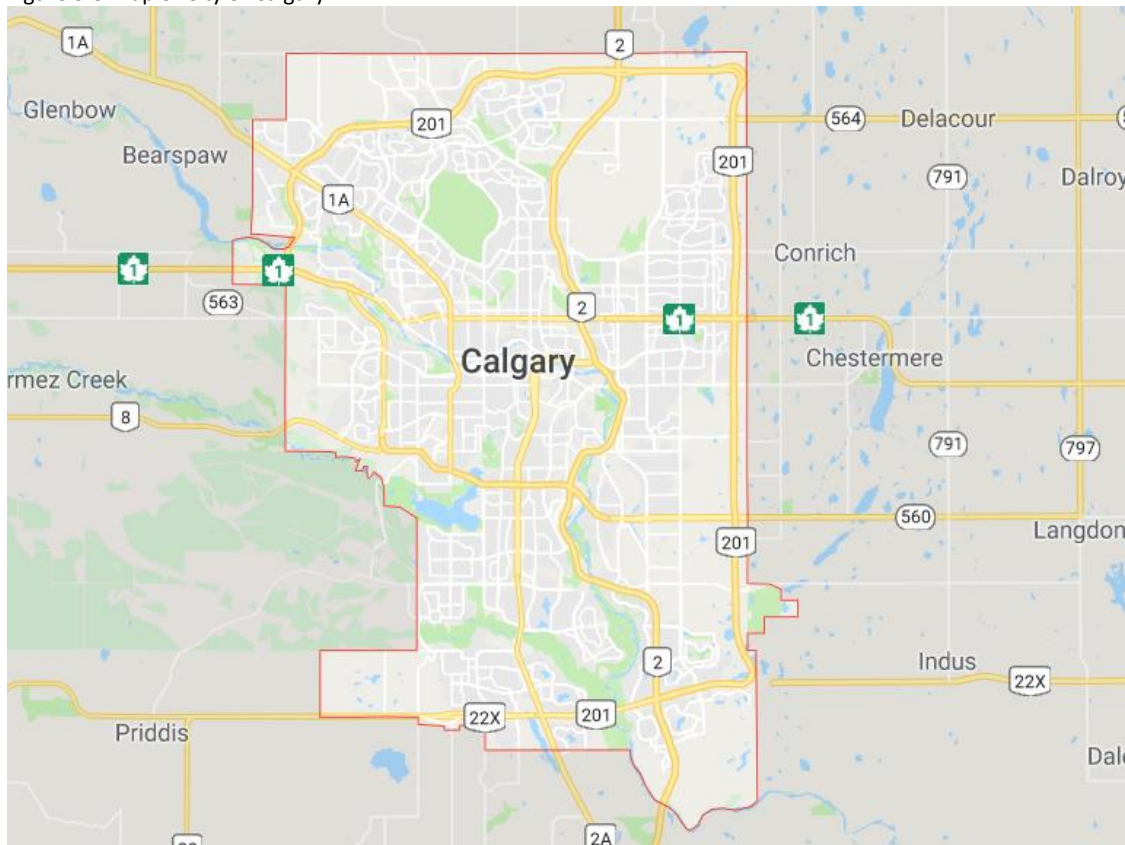 2
1A
Glenbow
201
564
Delacour
Bearspaw
201
791
Dalroy
1A
Conrich
1
1
563
2
1
1
Calgary
Chestermere
rmez Creek
8
791
797
560
Langdon
201
2
Indus
22X
22X
201
Priddis
Dale
2A